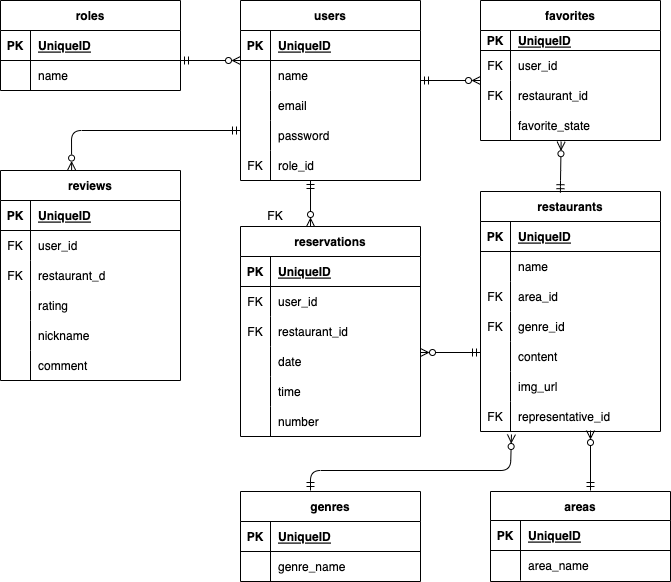 roles
PK UniqueID
name
users
PK UniqueID
name
email
password
FK role_id
favorites
PK UniqueID
FK user_id
FK restaurant_id
favorite_state
reviews
PK UniqueID
FK user_id
FK restaurant_d
rating
nickname
comment
FK
reservations
PK UniqueID
FK user_id
FK restaurant_id
date
time
number
restaurants
PK UniqueID
name
FK area_id
FK genre_id
content
img_url
FK representative_id
genres
PK UniqueID
genre_name
areas
PK UniqueID
area_name